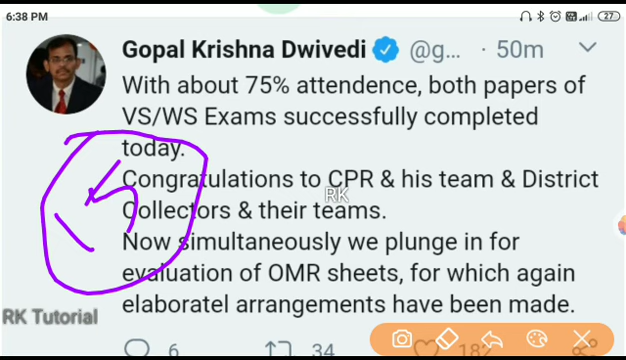 6:38 PM
27
Gopal Krishna Dwivedi @g... · 50m
With about 75% attendence, both papers of
VS/WS Exams successfully completed
today.
Congratulations to CPR & his team & District
Collectors & their teams.
RK
Now simultaneously we plunge in for
evaluation of OMR sheets, for which again
elaboratel arrangements have been made.
RK Tutorial
6 34 182